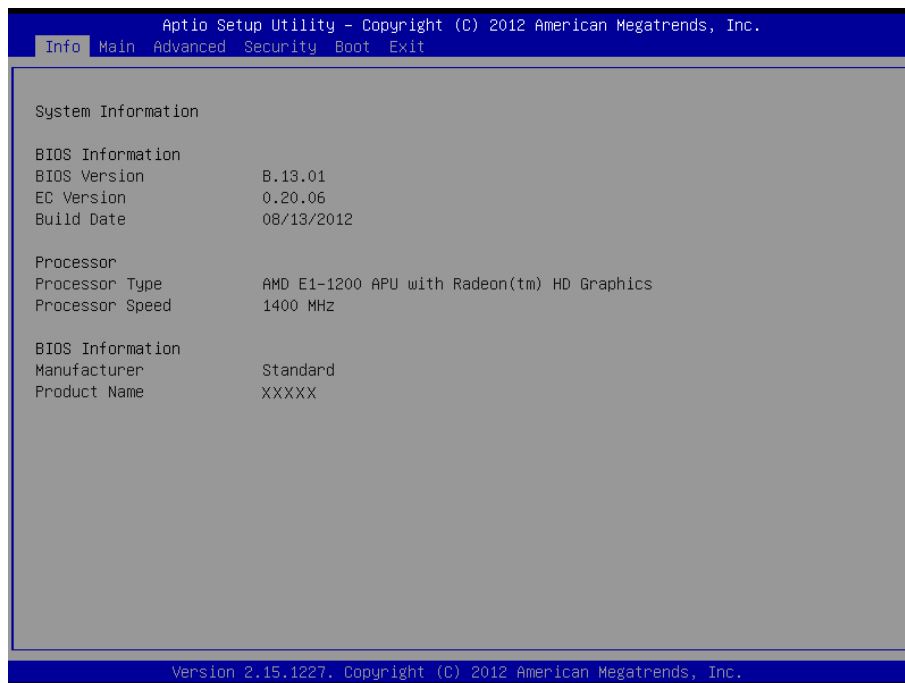 Aptio Setup Utility – Copyright (C) 2012 American Megatrends, Inc.
Info Main Advanced Security Boot Exit
System Information
BIOS Information
BIOS Version B.13.01
EC Version 0.20.06
Build Date 08/13/2012
Processor
Processor Type AMD E1-1200 APU with Radeon(tm) HD Graphics
Processor Speed 1400 MHz
BIOS Information
Manufacturer Standard
Product Name XXXXX
Version 2.15.1227. Copyright (C) 2012 American Megatrends, Inc.